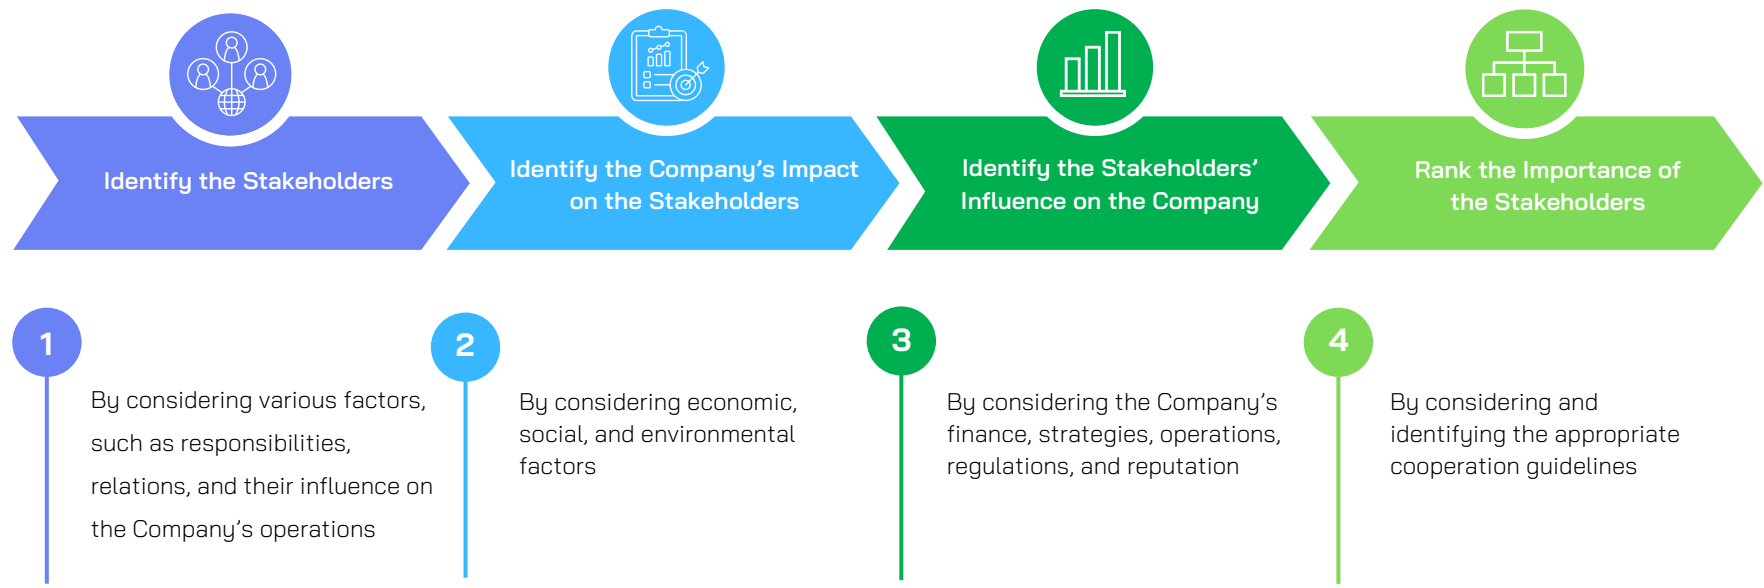 Identify the Stakeholders
Identify the Company's Impact
on the Stakeholders
Identify the Stakeholders'
Influence on the Company
Rank the Importance of
the Stakeholders
1
By considering various factors,
such as responsibilities,
relations, and their influence on
the Company's operations
2
By considering economic,
social, and environmental
factors
3
By considering the Company's
finance, strategies, operations,
regulations, and reputation
4
By considering and
identifying the appropriate
cooperation guidelines